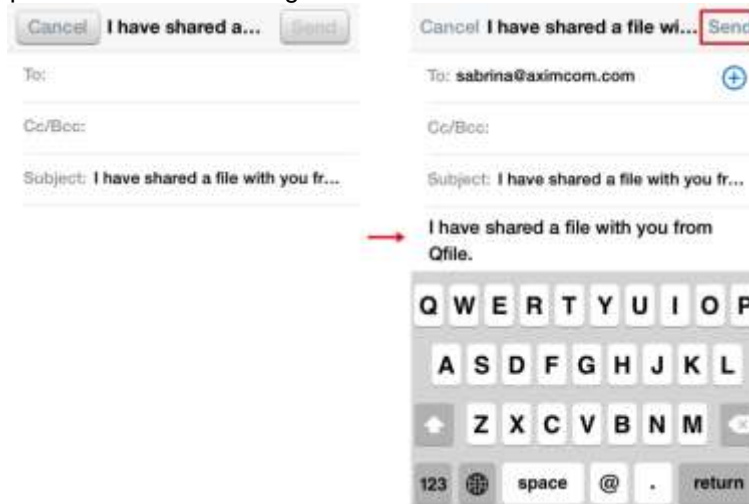 Cancel I have shared a... Send
To:
Cc/Bcc:
Subject: I have shared a file with you fr...
Cancel I have shared a file wi... Send
To: sabrina@aximcom.com
Cc/Bcc:
Subject: I have shared a file with you fr...
I have shared a file with you from
Qfile.
Q W E R T Y U I O P
A S D F G H J K L
Z X C V B N M
123 space @ . return